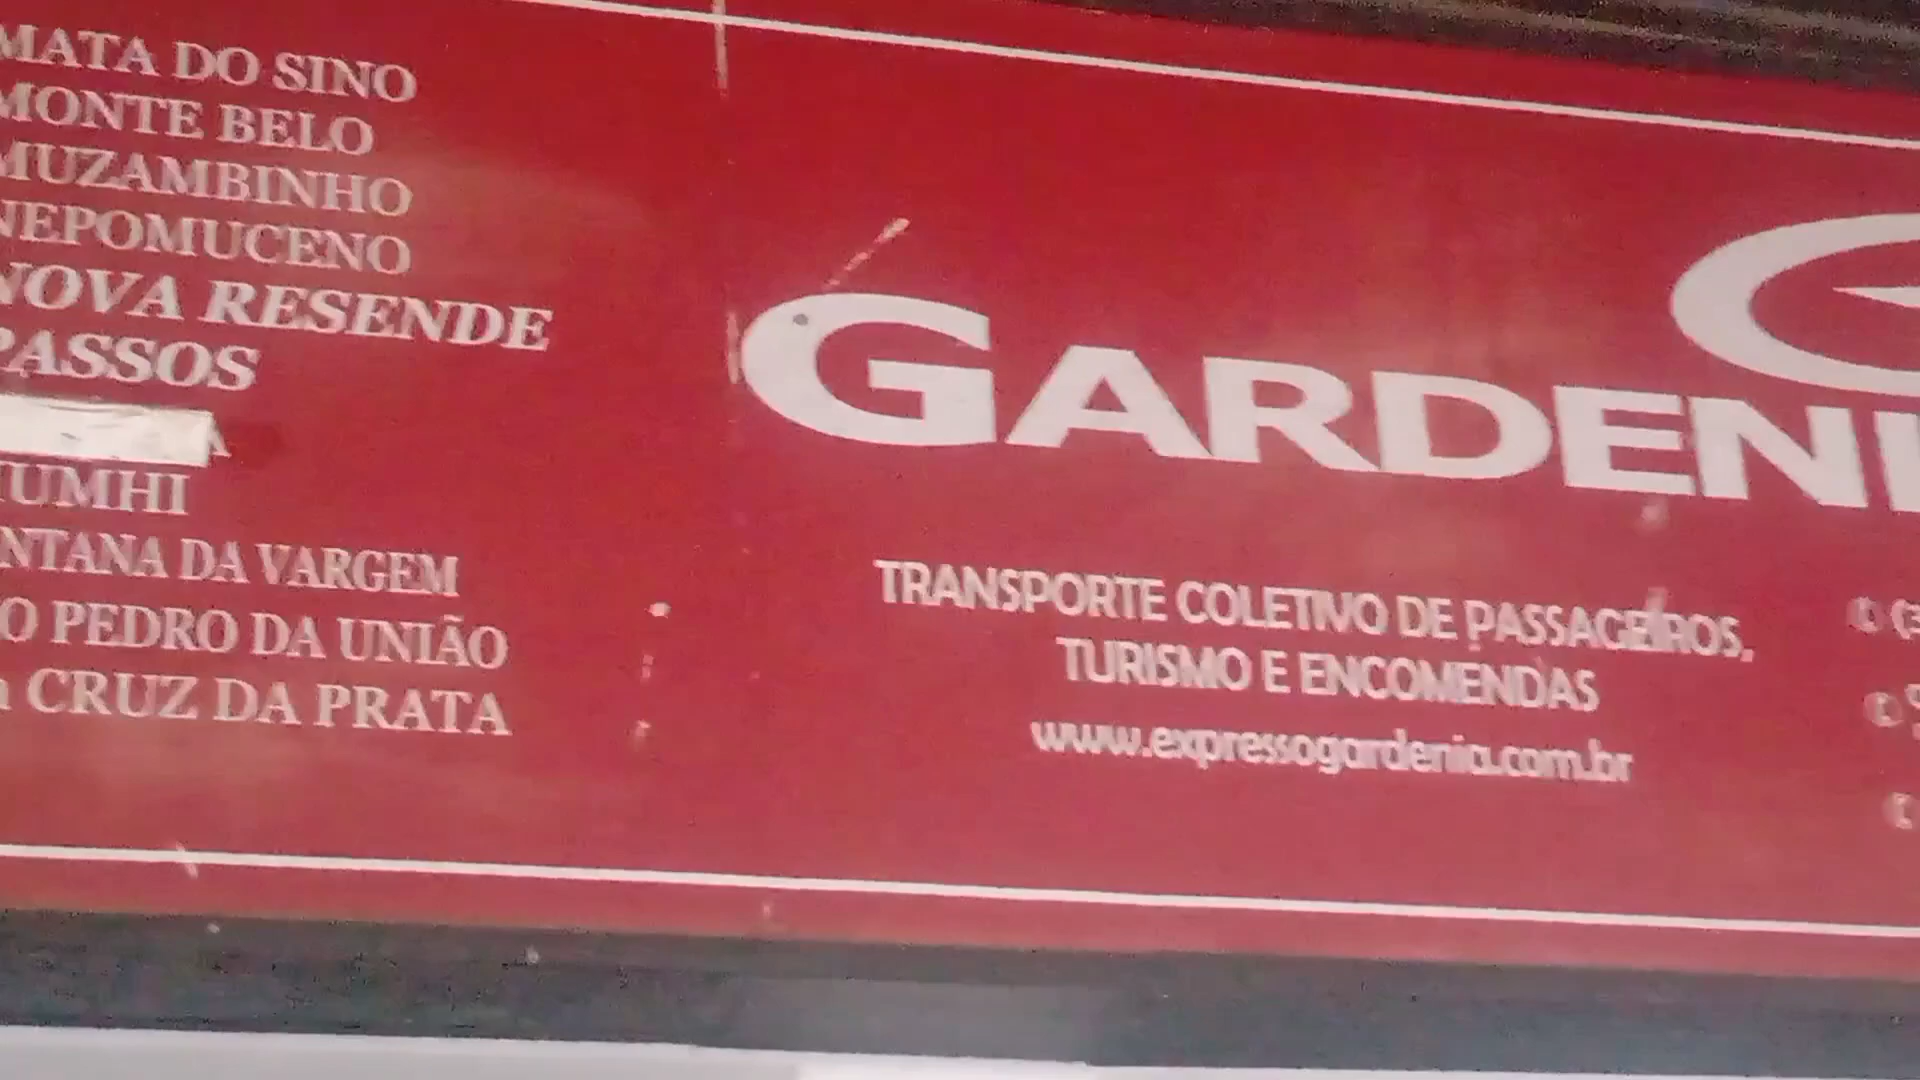 MATA DO SINO
MONTE BELO
MUZAMBINHO
NEPOMUCENO
NOVA RESENDE
PASSOS
A
IUMHI
NTANA DA VARGEM
O PEDRO DA UNIÃO
CRUZ DA PRATA
GARDENI
TRANSPORTE COLETIVO DE PASSAGEIROS,
TURISMO E ENCOMENDAS
www.expressogardenia.com.br